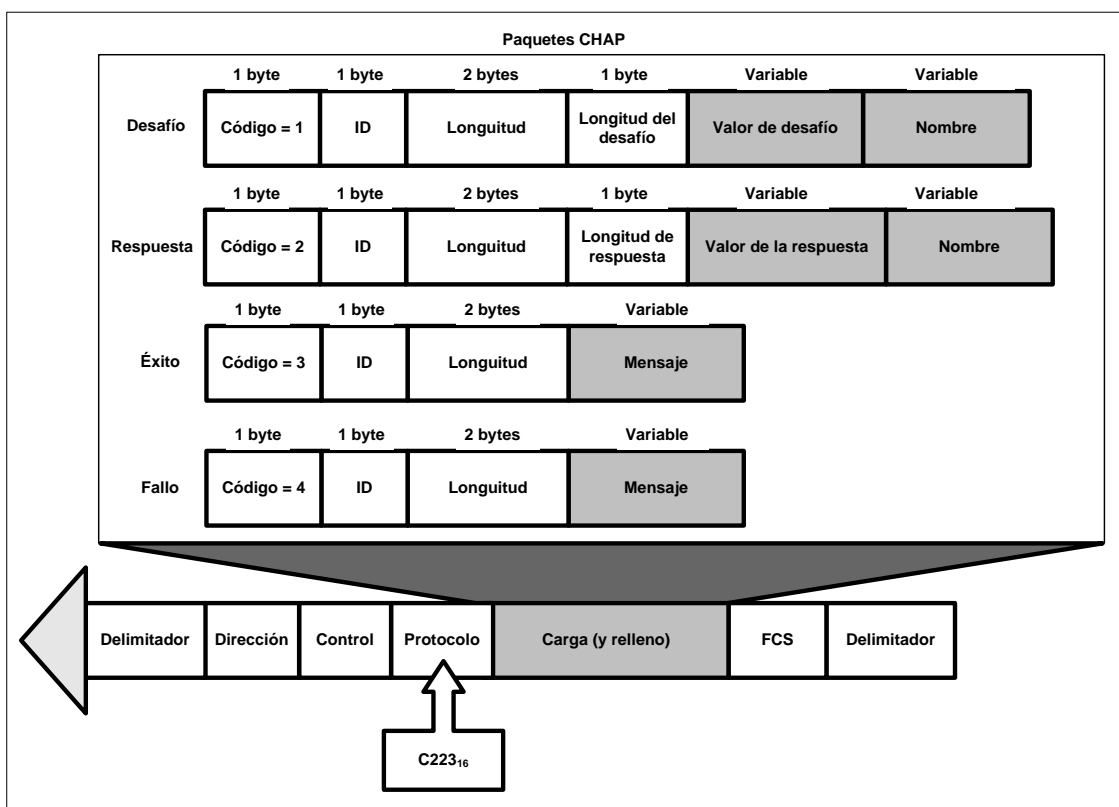 Paquetes CHAP
1 byte 1 byte 2 bytes 1 byte Variable Variable
Desafío Código = 1 ID Longuitud Longitud del desafío Valor de desafío Nombre
1 byte 1 byte 2 bytes 1 byte Variable Variable
Respuesta Código = 2 ID Longuitud Longitud de respuesta Valor de la respuesta Nombre
1 byte 1 byte 2 bytes Variable
Éxito Código = 3 ID Longuitud Mensaje
1 byte 1 byte 2 bytes Variable
Fallo Código = 4 ID Longuitud Mensaje
Delimitador Dirección Control Protocolo Carga (y relleno) FCS Delimitador
C223₁₆